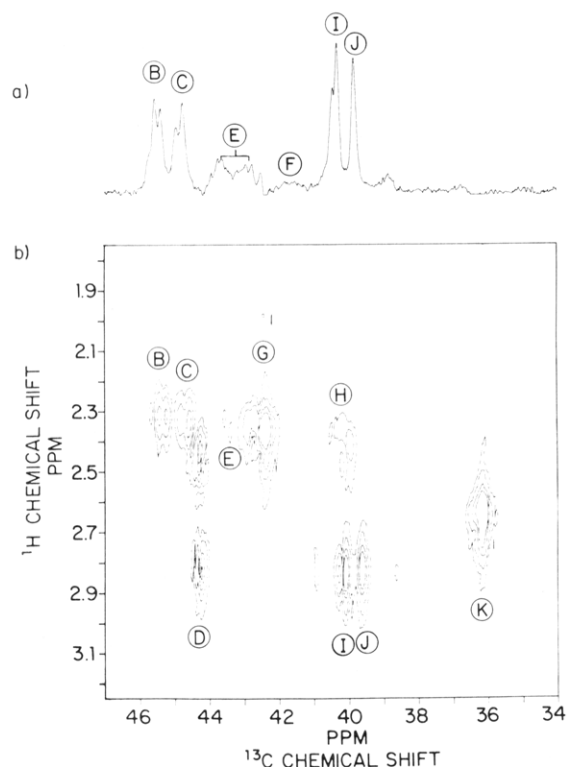 I
J
B
C
a)
E
F
b)
1.9
2.1
B
C
G
H
2.3
E
2.5
2.7
2.9
D
I
J
K
3.1
¹H CHEMICAL SHIFT
PPM
46 44 42 40 38 36 34
PPM
¹³C CHEMICAL SHIFT